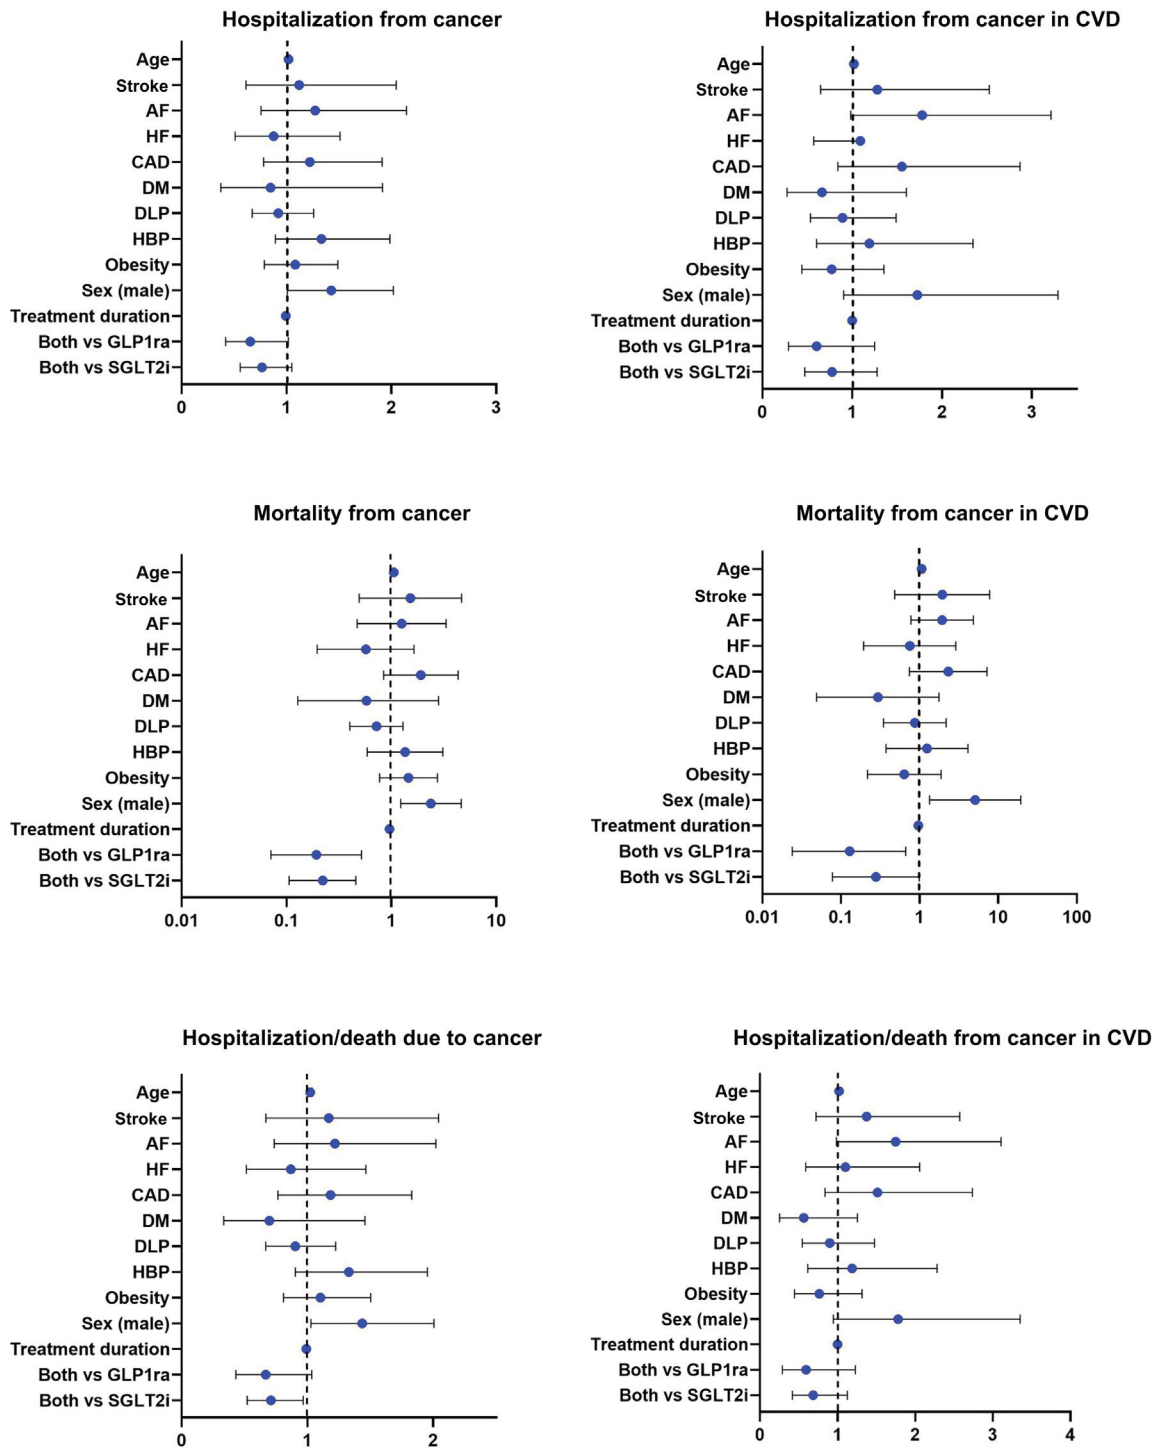 Hospitalization from cancer
Age
Stroke
AF
HF
CAD
DM
DLP
HBP
Obesity
Sex (male)
Treatment duration
Both vs GLP1ra
Both vs SGLT2i
0 1 2 3
Hospitalization from cancer in CVD
Age
Stroke
AF
HF
CAD
DM
DLP
HBP
Obesity
Sex (male)
Treatment duration
Both vs GLP1ra
Both vs SGLT2i
0 1 2 3
Mortality from cancer
Age
Stroke
AF
HF
CAD
DM
DLP
HBP
Obesity
Sex (male)
Treatment duration
Both vs GLP1ra
Both vs SGLT2i
0.01 0.1 1 10
Mortality from cancer in CVD
Age
Stroke
AF
HF
CAD
DM
DLP
HBP
Obesity
Sex (male)
Treatment duration
Both vs GLP1ra
Both vs SGLT2i
0.01 0.1 1 10 100
Hospitalization/death due to cancer
Age
Stroke
AF
HF
CAD
DM
DLP
HBP
Obesity
Sex (male)
Treatment duration
Both vs GLP1ra
Both vs SGLT2i
0 1 2
Hospitalization/death from cancer in CVD
Age
Stroke
AF
HF
CAD
DM
DLP
HBP
Obesity
Sex (male)
Treatment duration
Both vs GLP1ra
Both vs SGLT2i
0 1 2 3 4